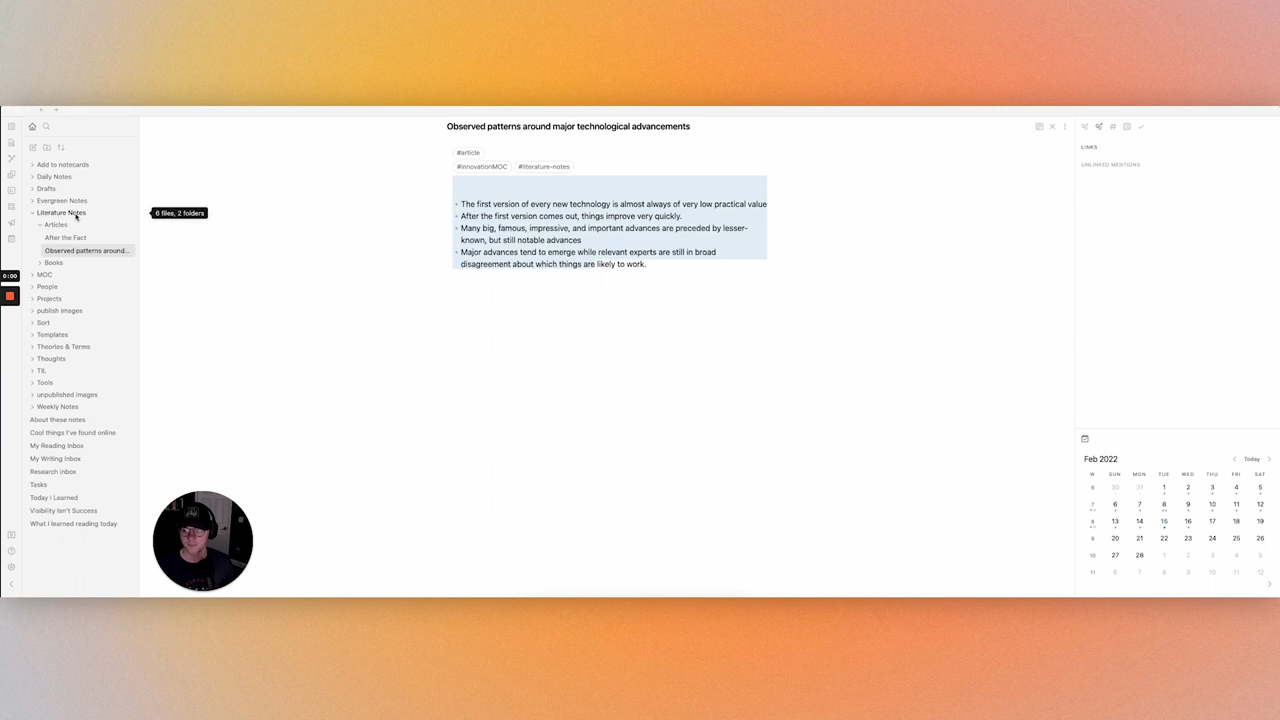 Observed patterns around major technological advancements
#article
#innovationMOC #literature-notes
The first version of every new technology is almost always of very low practical value
After the first version comes out, things improve very quickly.
Many big, famous, impressive, and important advances are preceded by lesser-
known, but still notable advances
Major advances tend to emerge while relevant experts are still in broad
disagreement about which things are likely to work.
Add to notecards
Daily Notes
Drafts
Evergreen Notes
Literature Notes
6 files, 2 folders
Articles
After the Fact
Observed patterns around...
Books
MOC
People
Projects
publish images
Sort
Templates
Theories & Terms
Thoughts
TIL
Tools
unpublished images
Weekly Notes
About these notes
Cool things I've found online
My Reading Inbox
My Writing Inbox
Research inbox
Tasks
Today I Learned
Visibility Isn't Success
What I learned reading today
0:00
LINKS
UNLINKED MENTIONS
Feb 2022
Today
W SUN MON TUE WED THU FRI SAT
6 30 31 1 2 3 4 5
7 6 7 8 9 10 11 12
8 13 14 15 16 17 18 19
9 20 21 22 23 24 25 26
10 27 28 1 2 3 4 5
11 6 7 8 9 10 11 12